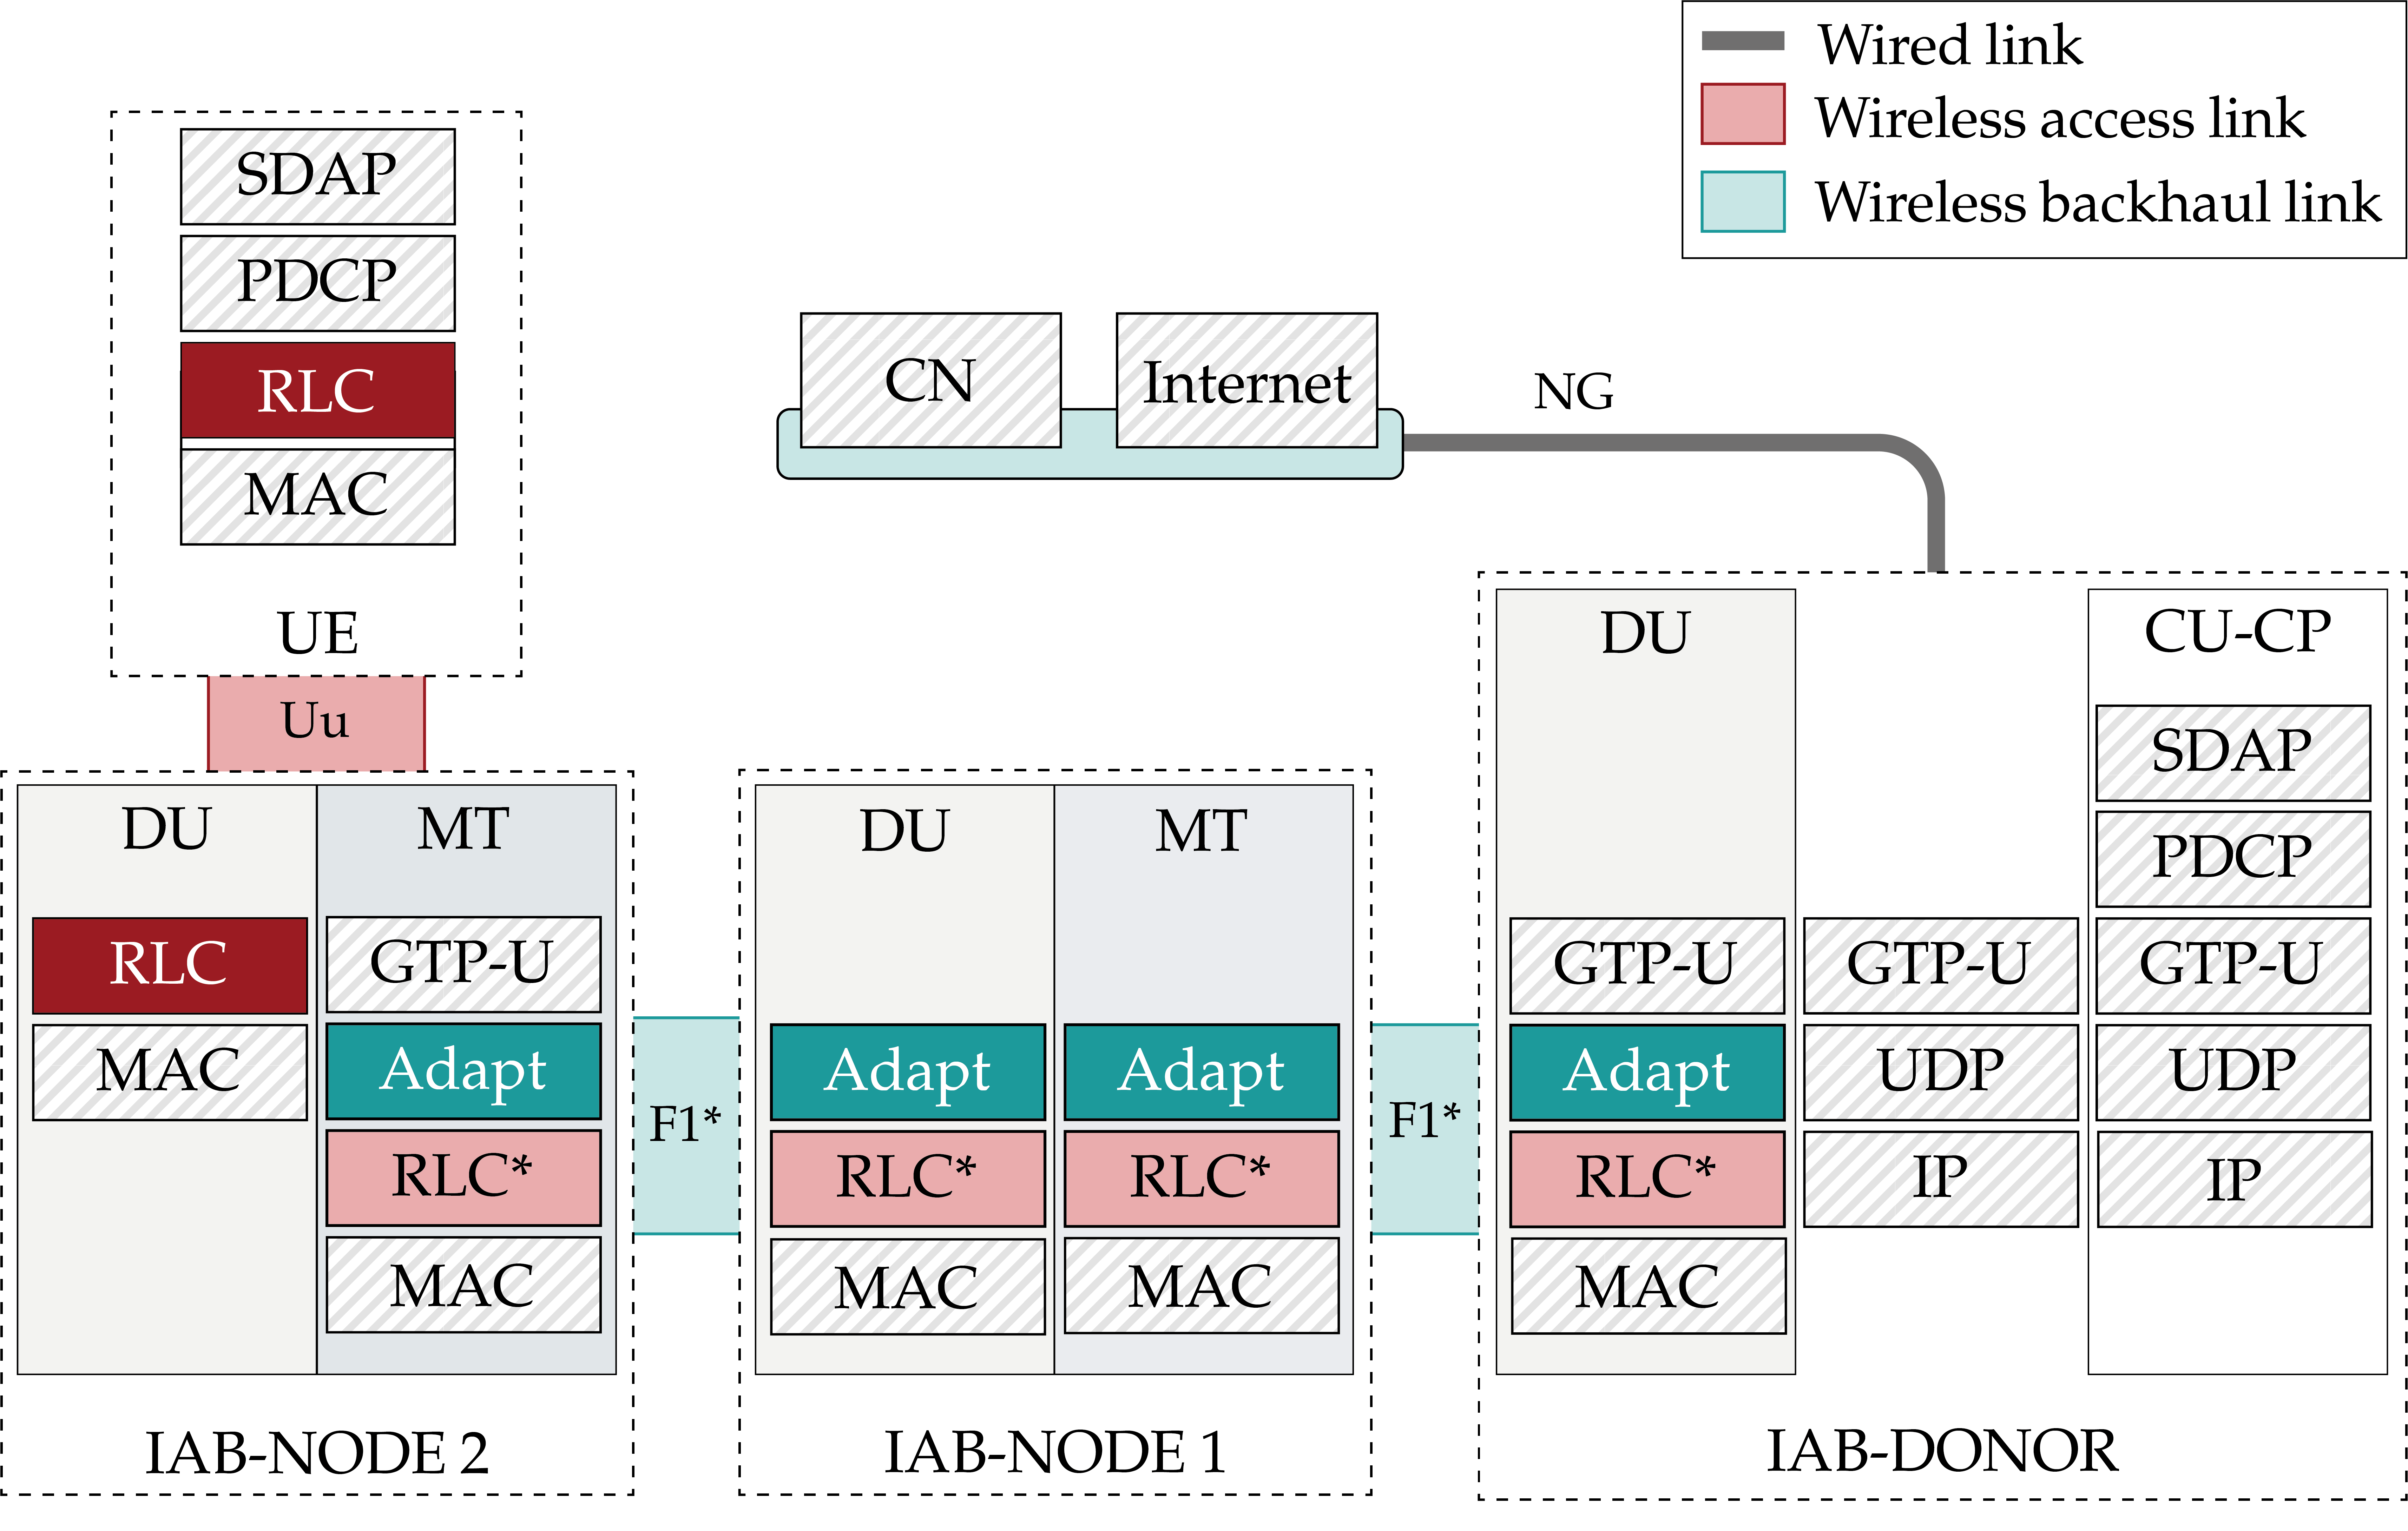 Wired link
Wireless access link
Wireless backhaul link
SDAP
PDCP
RLC
MAC
UE
Uu
CN
Internet
NG
DU
MT
RLC
MAC
GTP-U
Adapt
RLC*
MAC
IAB-NODE 2
F1*
DU
MT
Adapt
RLC*
MAC
Adapt
RLC*
MAC
IAB-NODE 1
F1*
DU
GTP-U
Adapt
RLC*
MAC
GTP-U
UDP
IP
CU-CP
SDAP
PDCP
GTP-U
UDP
IP
IAB-DONOR